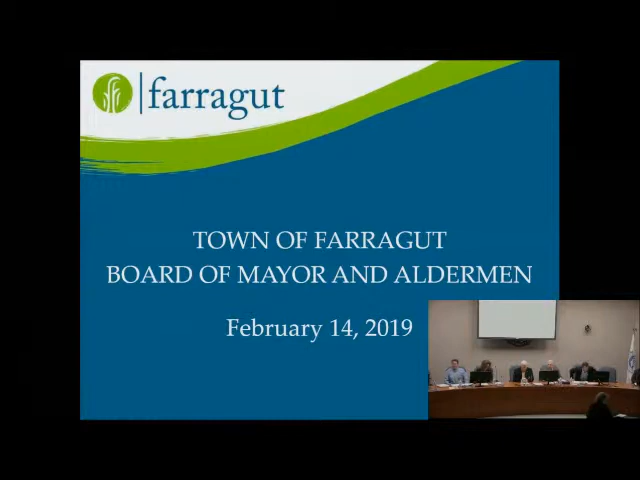 farragut
TOWN OF FARRAGUT
BOARD OF MAYOR AND ALDERMEN
February 14, 2019